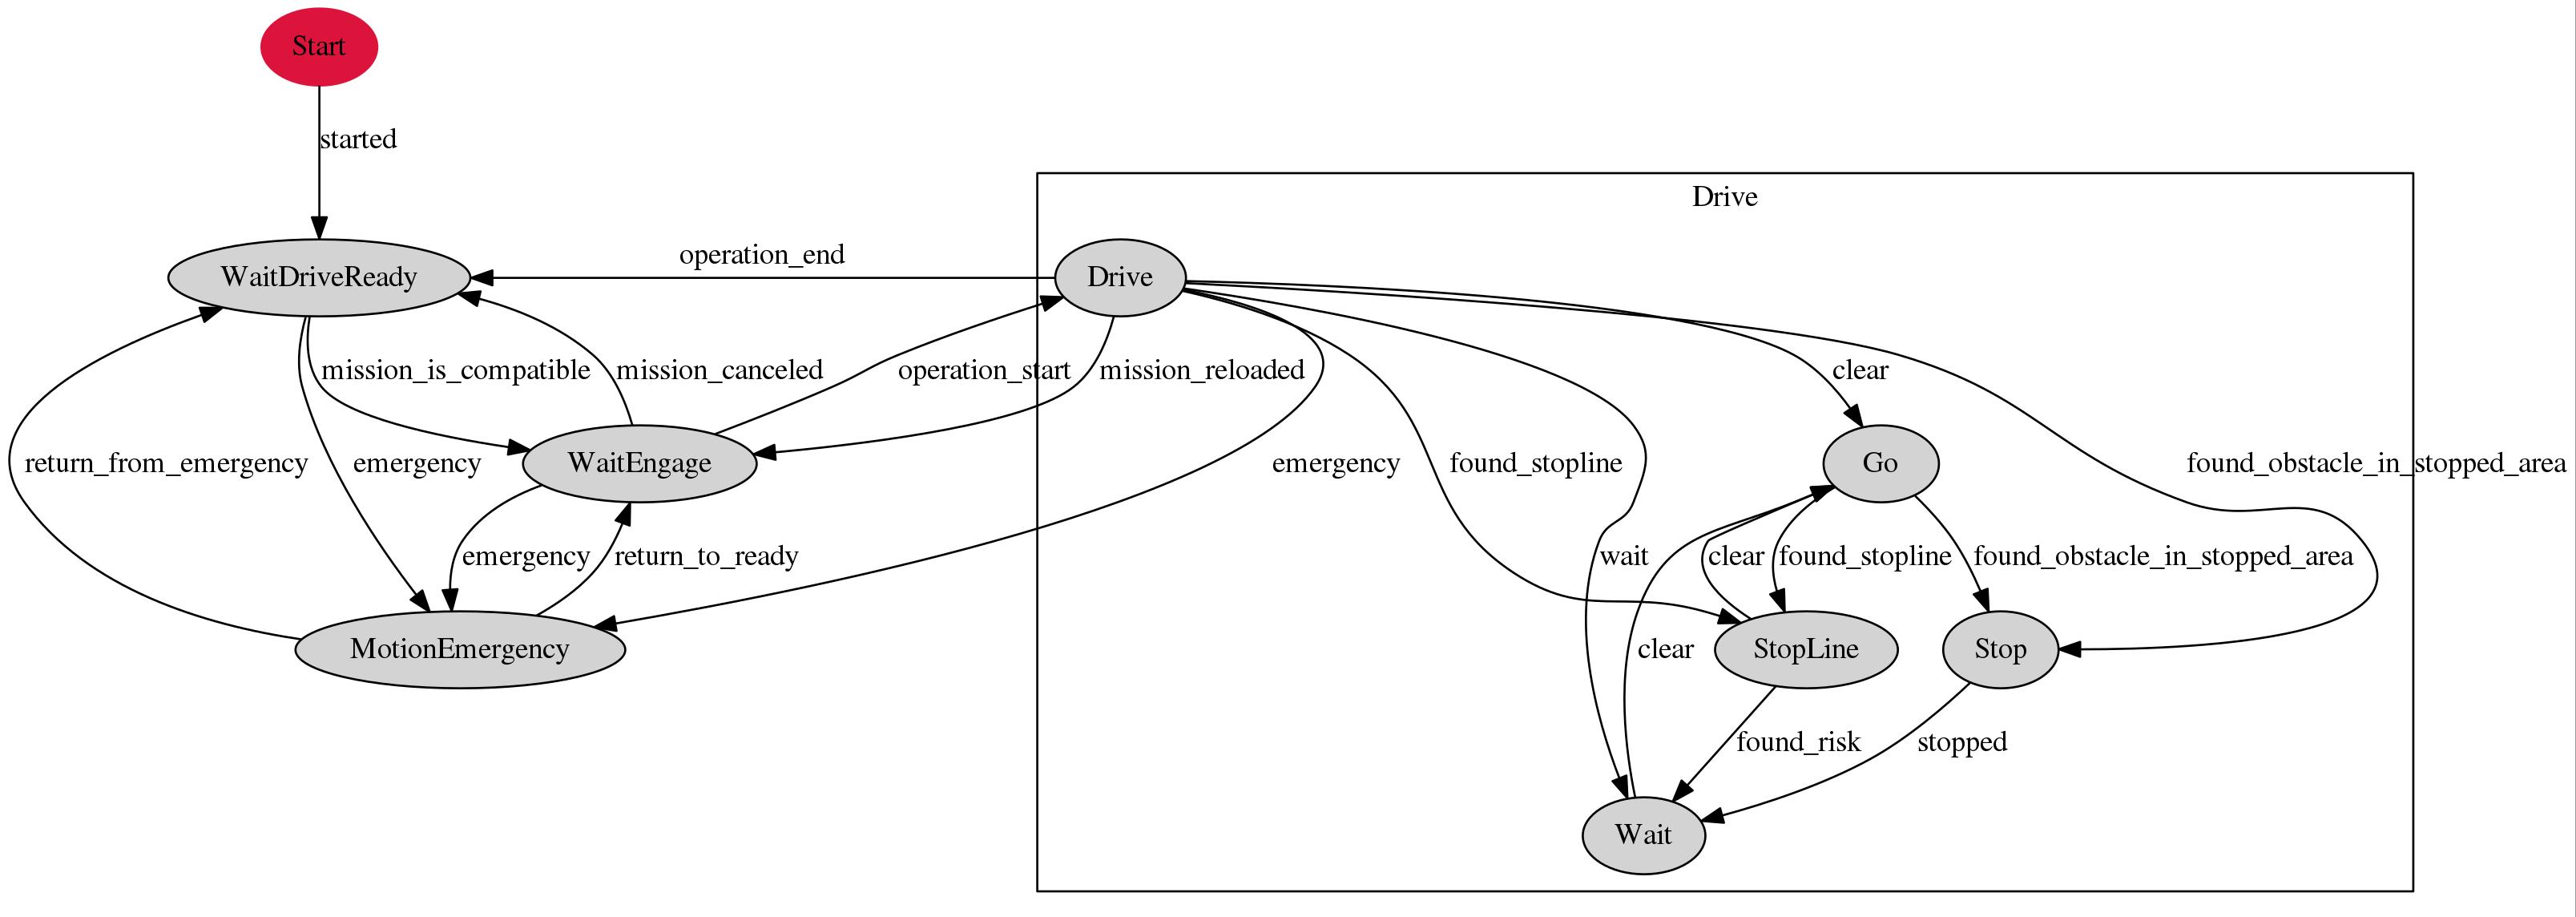 Start
started
Drive
operation_end
WaitDriveReady
Drive
mission_is_compatible
mission_canceled
operation_start
mission_reloaded
clear
return_from_emergency
emergency
WaitEngage
emergency
found_stopline
Go
found_obstacle_in_stopped_area
emergency
return_to_ready
wait
clear
found_stopline
found_obstacle_in_stopped_area
MotionEmergency
clear
StopLine
Stop
found_risk
stopped
Wait